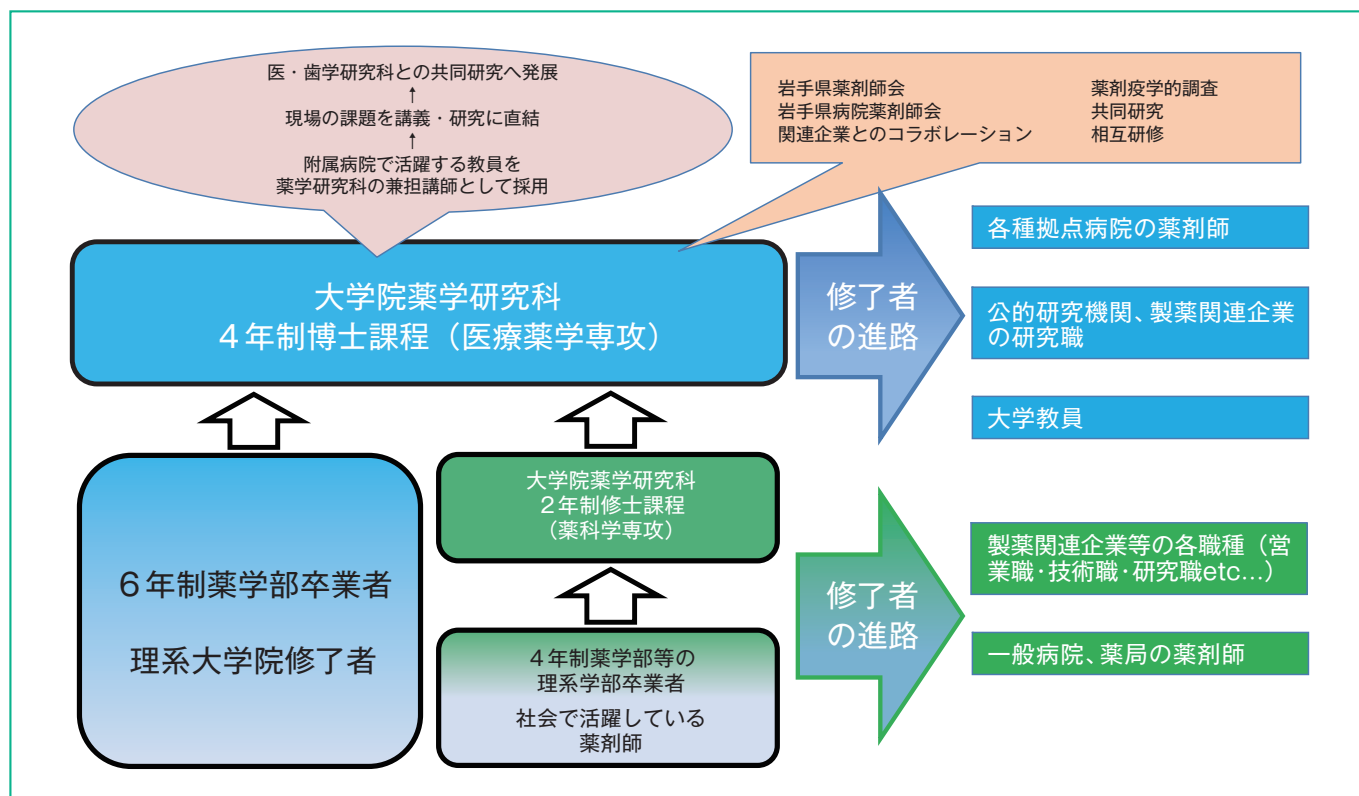 医・歯学研究科との共同研究へ発展
↑
現場の課題を講義・研究に直結
↑
附属病院で活躍する教員を
薬学研究科の兼担講師として採用
岩手県薬剤師会
岩手県病院薬剤師会
関連企業とのコラボレーション
薬剤疫学的調査
共同研究
相互研修
大学院薬学研究科
４年制博士課程（医療薬学専攻）
修了者
の進路
各種拠点病院の薬剤師
公的研究機関、製薬関連企業
の研究職
大学教員
６年制薬学部卒業者
理系大学院修了者
大学院薬学研究科
２年制修士課程
（薬科学専攻）
４年制薬学部等の
理系学部卒業者
社会で活躍している
薬剤師
修了者
の進路
製薬関連企業等の各職種（営
業職・技術職・研究職etc…）
一般病院、薬局の薬剤師